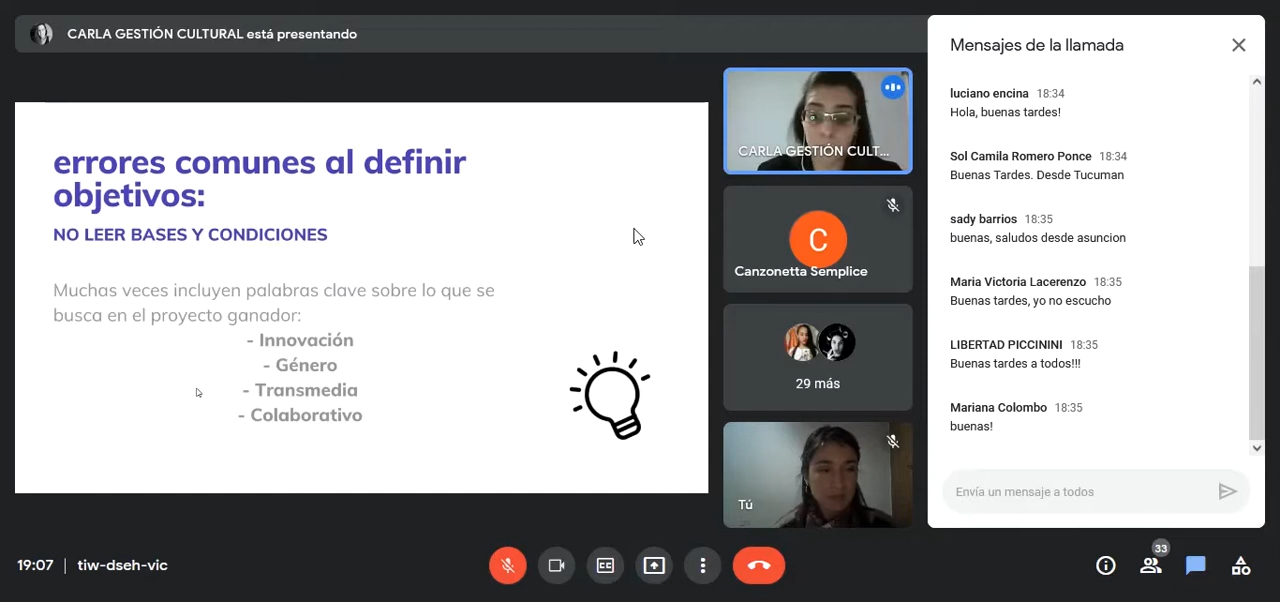 CARLA GESTIÓN CULTURAL está presentando
errores comunes al definir
objetivos:
NO LEER BASES Y CONDICIONES
Muchas veces incluyen palabras clave sobre lo que se
busca en el proyecto ganador:
- Innovación
- Género
- Transmedia
- Colaborativo
CARLA GESTIÓN CULT...
C
Canzonetta Semplice
29 más
Tú
Mensajes de la llamada
luciano encina 18:34
Hola, buenas tardes!
Sol Camila Romero Ponce 18:34
Buenas Tardes. Desde Tucuman
sady barrios 18:35
buenas, saludos desde asuncion
Maria Victoria Lacerenzo 18:35
Buenas tardes, yo no escucho
LIBERTAD PICCININI 18:35
Buenas tardes a todos!!!
Mariana Colombo 18:35
buenas!
Envía un mensaje a todos
19:07 | tiw-dseh-vic
CC
33